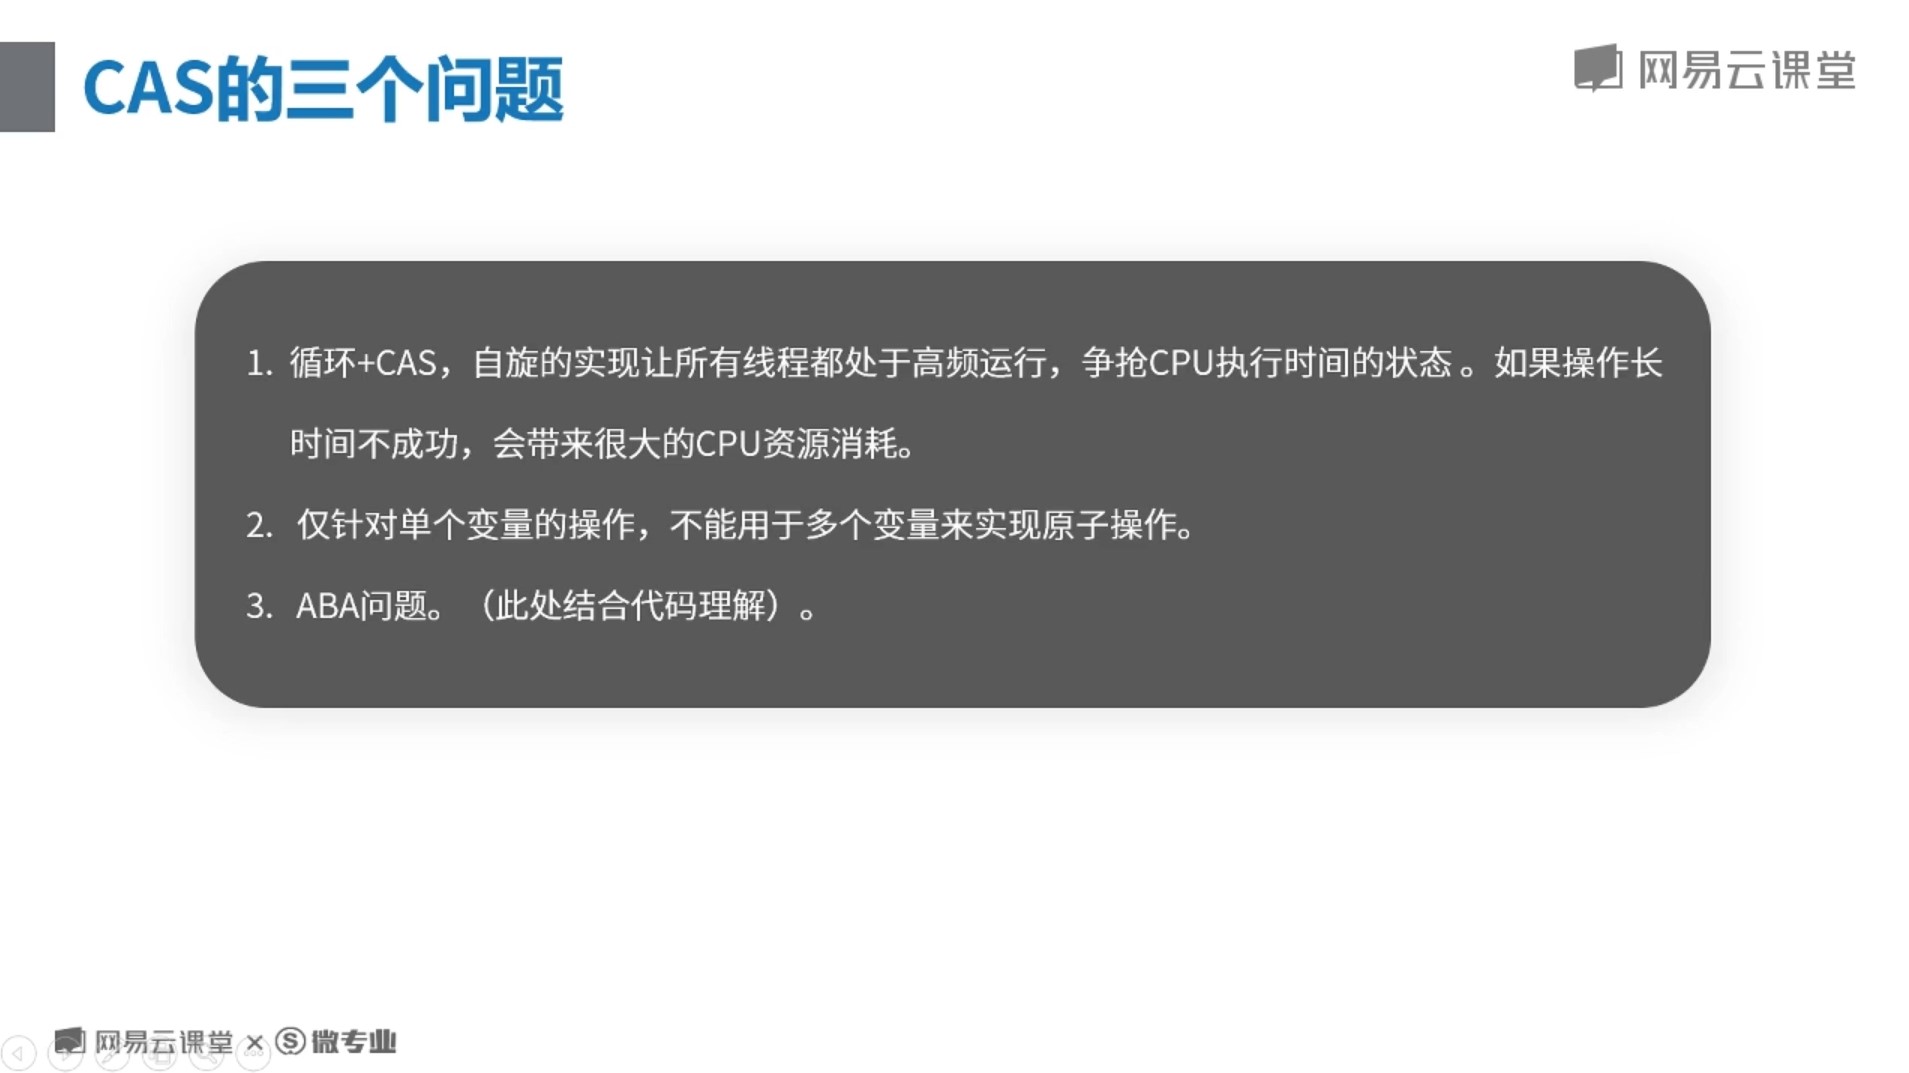 CAS的三个问题
网易云课堂
1. 循环+CAS，自旋的实现让所有线程都处于高频运行，争抢CPU执行时间的状态 。如果操作长
时间不成功，会带来很大的CPU资源消耗。
2. 仅针对单个变量的操作，不能用于多个变量来实现原子操作。
3. ABA问题。（此处结合代码理解）。
网易云课堂 × Ⓢ 微专业